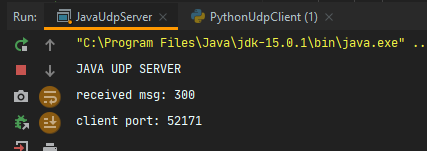 Run: JavaUdpServer PythonUdpClient (1)
"C:\Program Files\Java\jdk-15.0.1\bin\java.exe" ..
JAVA UDP SERVER
received msg: 300
client port: 52171